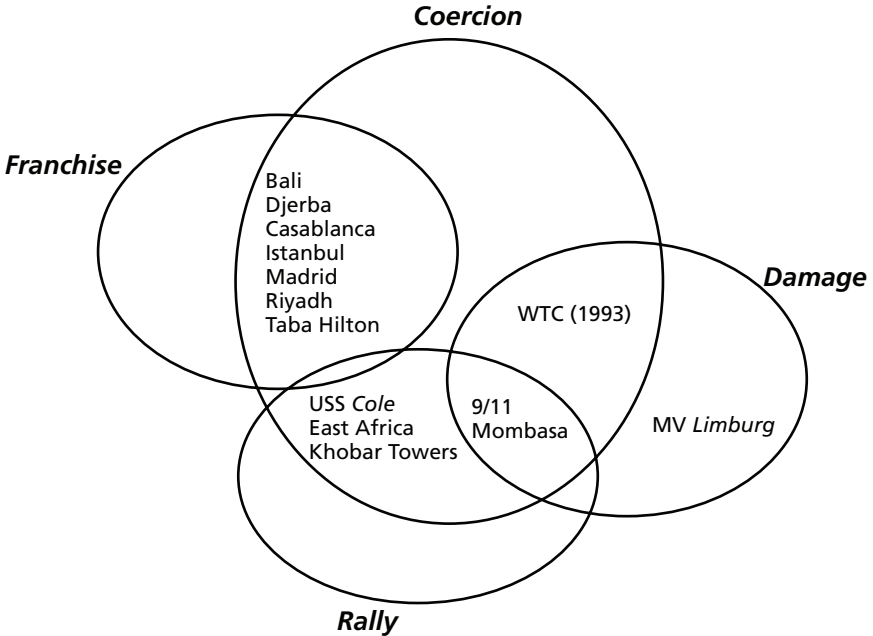 Coercion
Franchise
Bali
Djerba
Casablanca
Istanbul
Madrid
Riyadh
Taba Hilton
Damage
WTC (1993)
USS Cole
East Africa
Khobar Towers
9/11
Mombasa
MV Limburg
Rally